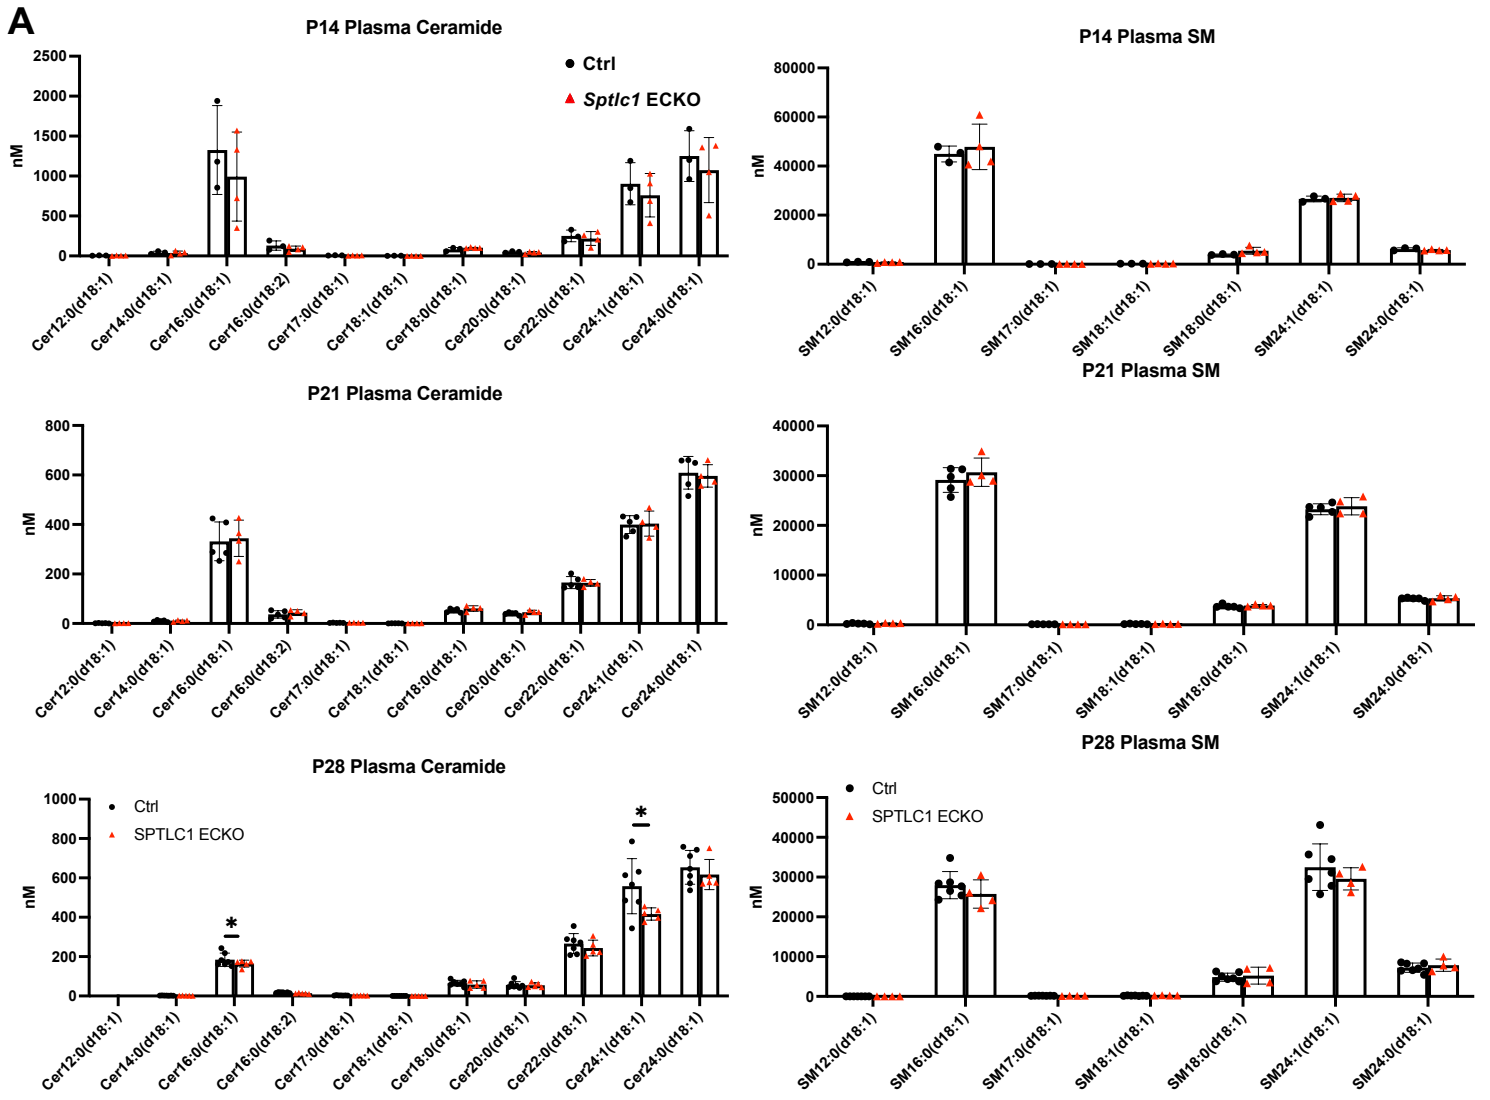 A
P14 Plasma Ceramide
2500
2000
1500
1000
500
0
nM
Ctrl
Sptlc1 ECKO
Cer12:0(d18:1)
Cer14:0(d18:1)
Cer16:0(d18:1)
Cer16:0(d18:2)
Cer17:0(d18:1)
Cer18:1(d18:1)
Cer18:0(d18:1)
Cer20:0(d18:1)
Cer22:0(d18:1)
Cer24:1(d18:1)
Cer24:0(d18:1)
P14 Plasma SM
80000
60000
40000
20000
0
nM
SM12:0(d18:1)
SM16:0(d18:1)
SM17:0(d18:1)
SM18:1(d18:1)
SM18:0(d18:1)
SM24:1(d18:1)
SM24:0(d18:1)
P21 Plasma Ceramide
800
600
400
200
0
nM
Cer12:0(d18:1)
Cer14:0(d18:1)
Cer16:0(d18:1)
Cer16:0(d18:2)
Cer17:0(d18:1)
Cer18:1(d18:1)
Cer18:0(d18:1)
Cer20:0(d18:1)
Cer22:0(d18:1)
Cer24:1(d18:1)
Cer24:0(d18:1)
P21 Plasma SM
40000
30000
20000
10000
0
nM
SM12:0(d18:1)
SM16:0(d18:1)
SM17:0(d18:1)
SM18:1(d18:1)
SM18:0(d18:1)
SM24:1(d18:1)
SM24:0(d18:1)
P28 Plasma Ceramide
1000
800
600
400
200
0
nM
Ctrl
SPTLC1 ECKO
*
*
Cer12:0(d18:1)
Cer14:0(d18:1)
Cer16:0(d18:1)
Cer16:0(d18:2)
Cer17:0(d18:1)
Cer18:1(d18:1)
Cer18:0(d18:1)
Cer20:0(d18:1)
Cer22:0(d18:1)
Cer24:1(d18:1)
Cer24:0(d18:1)
P28 Plasma SM
50000
40000
30000
20000
10000
0
nM
Ctrl
SPTLC1 ECKO
SM12:0(d18:1)
SM16:0(d18:1)
SM17:0(d18:1)
SM18:1(d18:1)
SM18:0(d18:1)
SM24:1(d18:1)
SM24:0(d18:1)